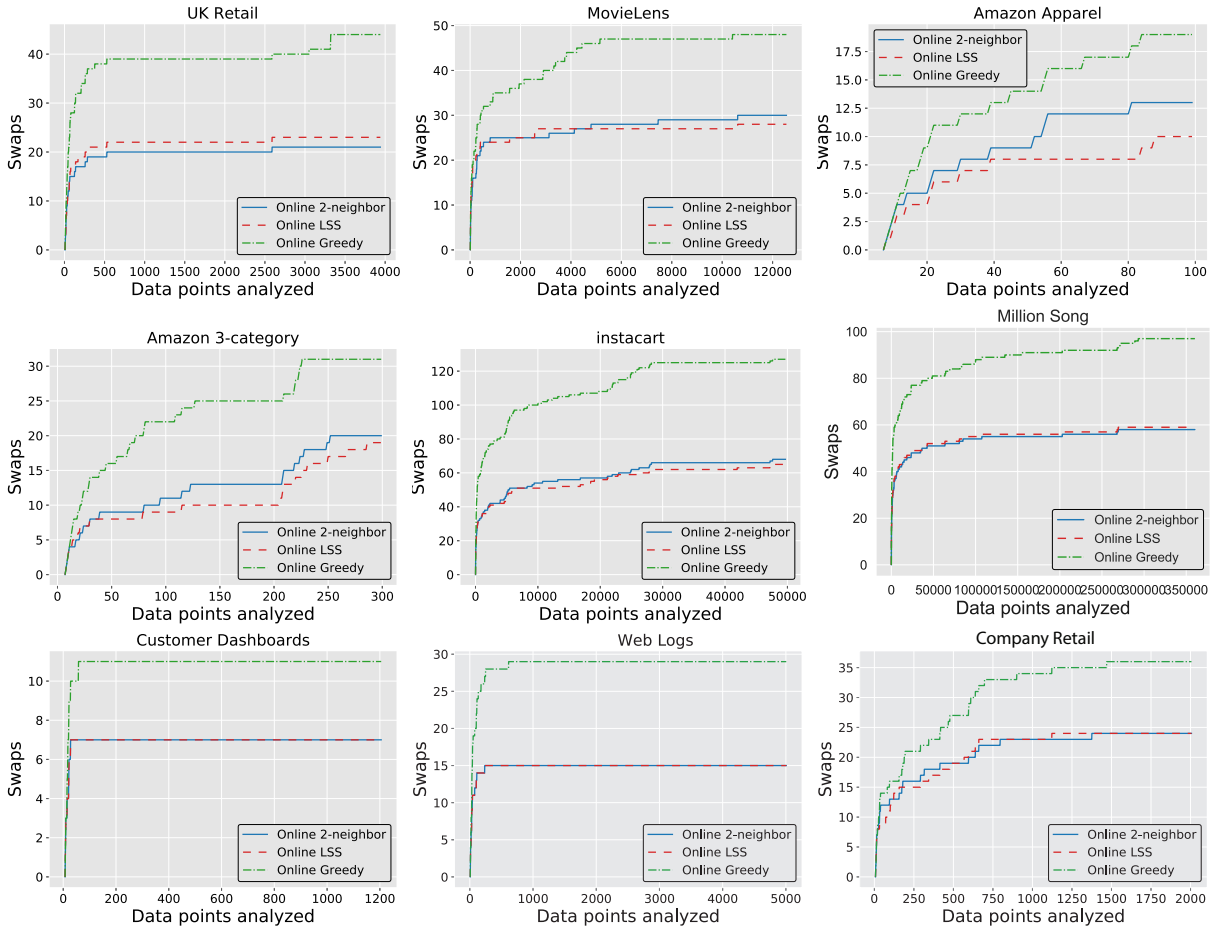 UK Retail
Swaps
40
30
20
10
0
0 500 1000 1500 2000 2500 3000 3500 4000
Data points analyzed
Online 2-neighbor
Online LSS
Online Greedy
MovieLens
Swaps
50
40
30
20
10
0
0 2000 4000 6000 8000 10000 12000
Data points analyzed
Online 2-neighbor
Online LSS
Online Greedy
Amazon Apparel
Swaps
17.5
15.0
12.5
10.0
7.5
5.0
2.5
0.0
20 40 60 80 100
Data points analyzed
Online 2-neighbor
Online LSS
Online Greedy
Amazon 3-category
Swaps
30
25
20
15
10
5
0
0 50 100 150 200 250 300
Data points analyzed
Online 2-neighbor
Online LSS
Online Greedy
instacart
Swaps
120
100
80
60
40
20
0
0 10000 20000 30000 40000 50000
Data points analyzed
Online 2-neighbor
Online LSS
Online Greedy
Million Song
Swaps
100
80
60
40
20
0
0 50000 100000 150000 200000 250000 300000 350000
Data points analyzed
Online 2-neighbor
Online LSS
Online Greedy
Customer Dashboards
Swaps
10
8
6
4
2
0
0 200 400 600 800 1000 1200
Data points analyzed
Online 2-neighbor
Online LSS
Online Greedy
Web Logs
Swaps
30
25
20
15
10
5
0
0 1000 2000 3000 4000 5000
Data points analyzed
Online 2-neighbor
Online LSS
Online Greedy
Company Retail
Swaps
35
30
25
20
15
10
5
0
0 250 500 750 1000 1250 1500 1750 2000
Data points analyzed
Online 2-neighbor
Online LSS
Online Greedy